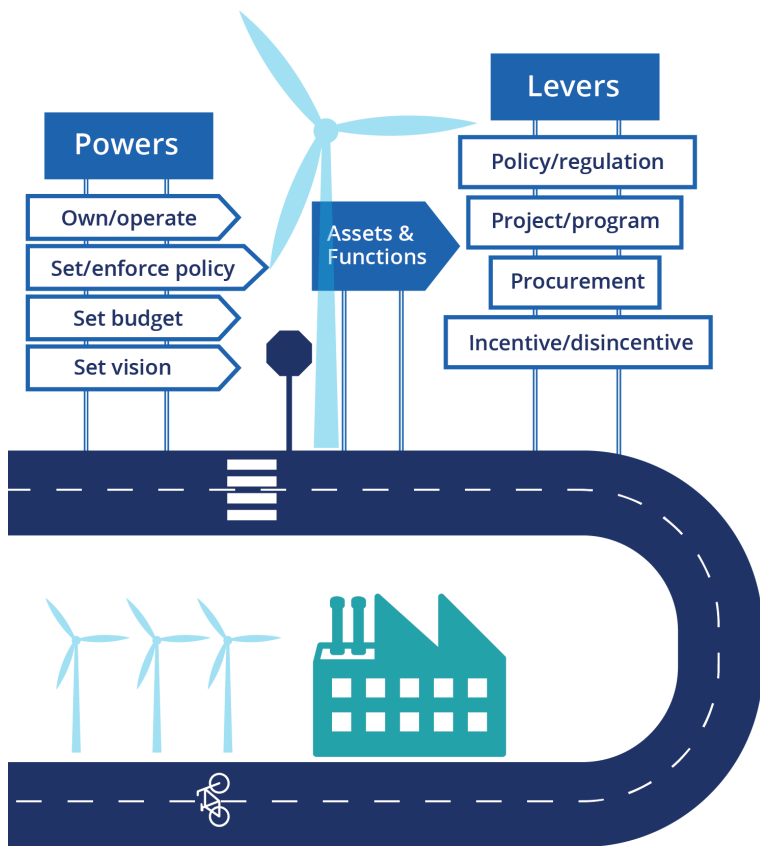 Powers
Own/operate
Set/enforce policy
Set budget
Set vision
Assets &
Functions
Levers
Policy/regulation
Project/program
Procurement
Incentive/disincentive